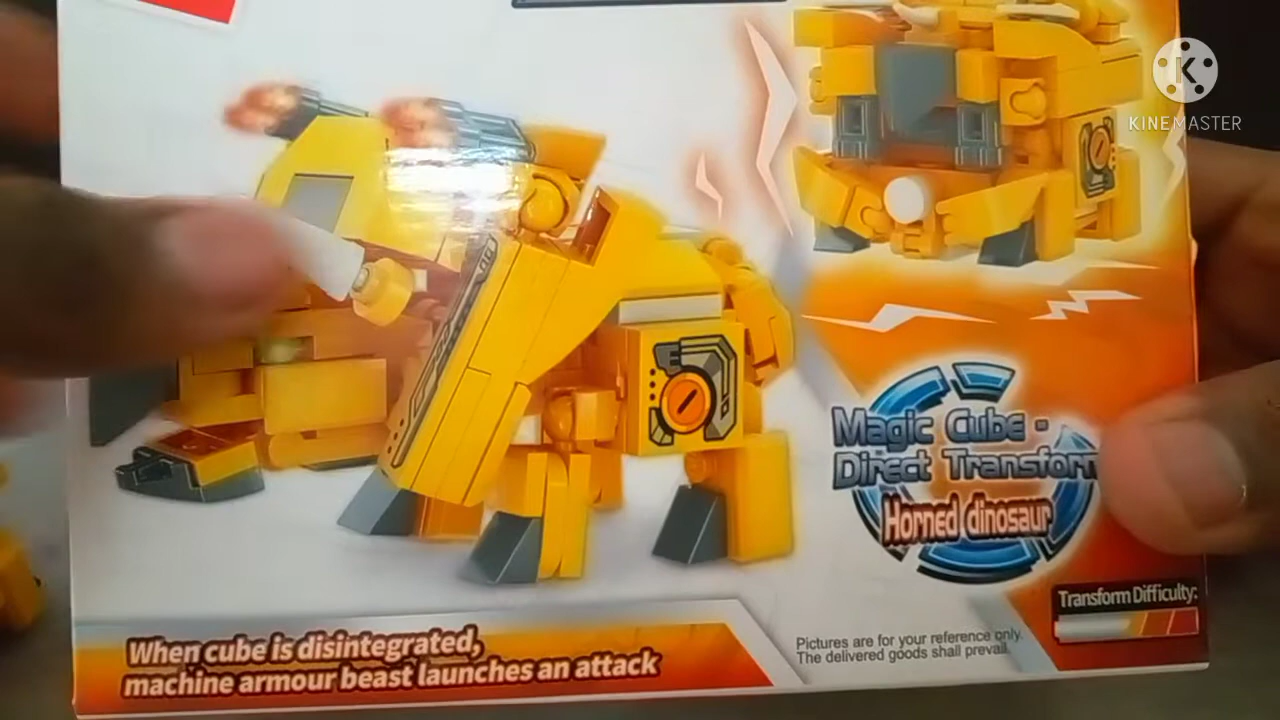 KINEMASTER
Magic Cube -
Direct Transform
Horned dinosaur
Transform Difficulty:
When cube is disintegrated,
machine armour beast launches an attack
Pictures are for your reference only.
The delivered goods shall prevail.